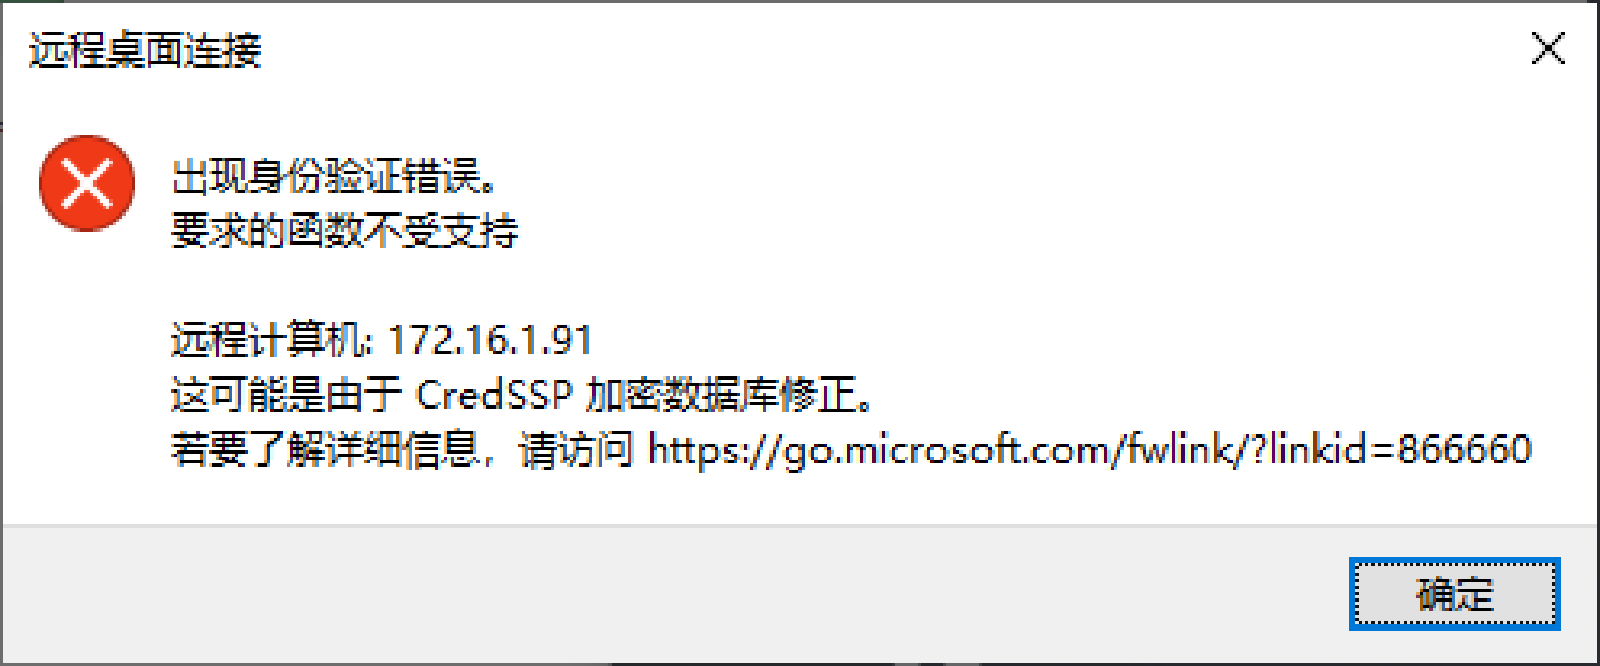 远程桌面连接
出现身份验证错误。
要求的函数不受支持
远程计算机: 172.16.1.91
这可能是由于 CredSSP 加密数据库修正。
若要了解详细信息，请访问 https://go.microsoft.com/fwlink/?linkid=866660
确定